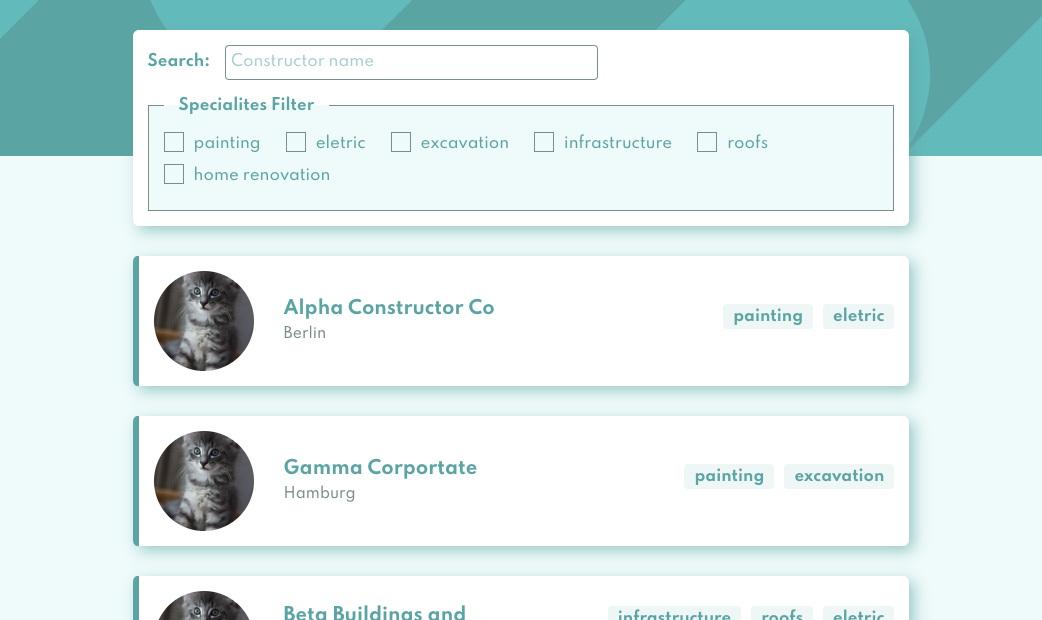 Search: Constructor name
Specialites Filter
painting eletric excavation infrastructure roofs
home renovation
Alpha Constructor Co
Berlin
painting eletric
Gamma Corportate
Hamburg
painting excavation
Beta Buildings and
infrastructure roofs eletric